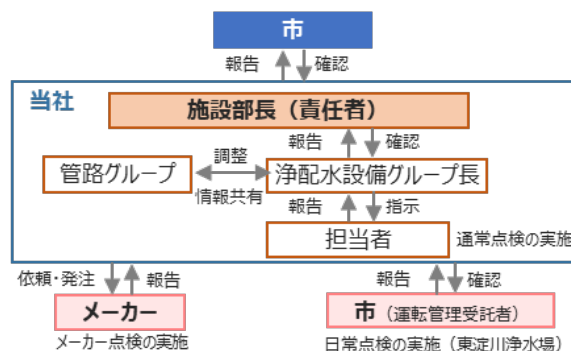 市
報告 確認
当社
施設部長（責任者）
報告 確認
調整
管路グループ 浄配水設備グループ長
情報共有
報告 指示
担当者 通常点検の実施
依頼・発注 報告 報告 確認
メーカー 市（運転管理受託者）
メーカー点検の実施 日常点検の実施（東淀川浄水場）